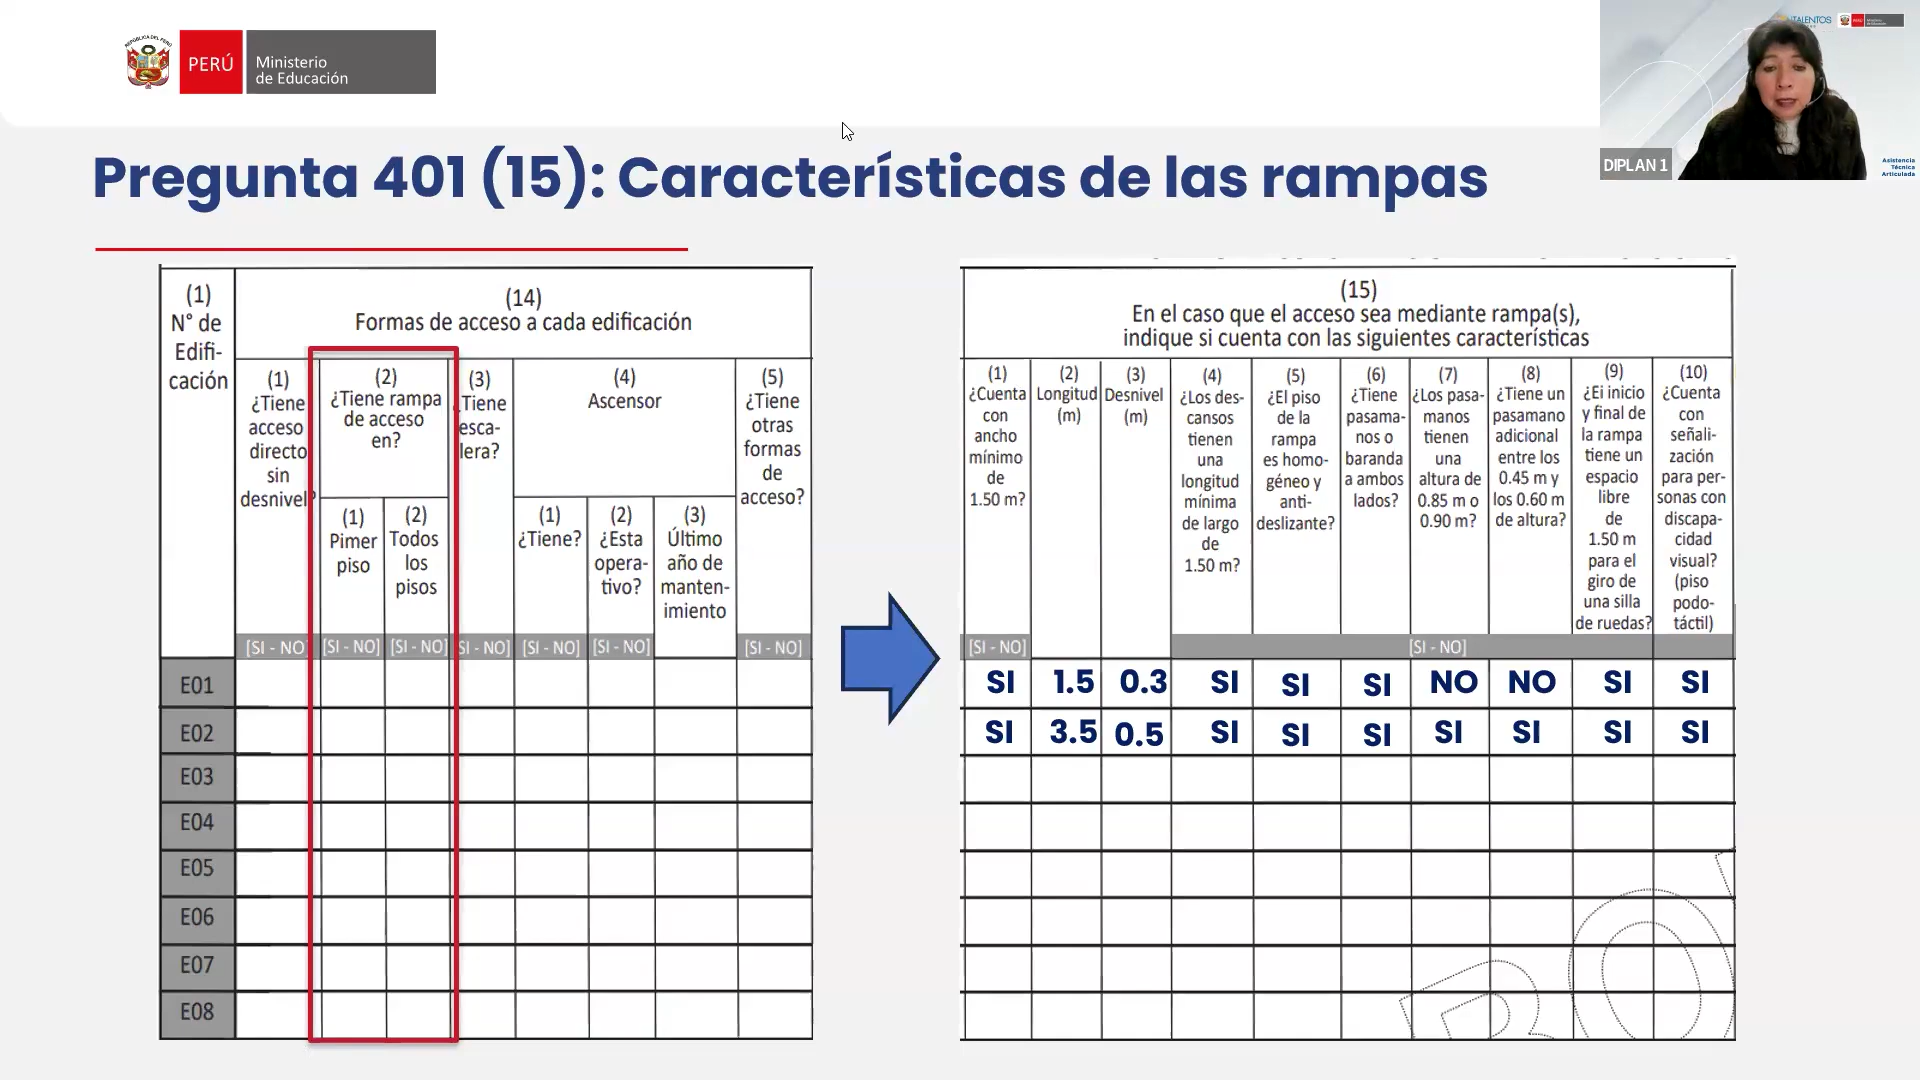 REPÚBLICA DEL PERÚ
PERÚ
Ministerio
de Educación
TALENTOS
DIPLAN 1
Asistencia
Técnica
Articulada
Pregunta 401 (15): Características de las rampas
(1)
N° de
Edifi-
cación
(14)
Formas de acceso a cada edificación
(1)
¿Tiene
acceso
directo
sin
desnivel?
(2)
¿Tiene rampa
de acceso
en?
(1)
Pimer
piso
(2)
Todos
los
pisos
(3)
¿Tiene
esca-
lera?
(4)
Ascensor
(1)
¿Tiene?
(2)
¿Esta
opera-
tivo?
(3)
Último
año de
manten-
imiento
(5)
¿Tiene
otras
formas
de
acceso?
[SI - NO] [SI - NO] [SI - NO] SI - NO] [SI - NO] [SI - NO] [SI - NO]
E01
E02
E03
E04
E05
E06
E07
E08
(15)
En el caso que el acceso sea mediante rampa(s),
indique si cuenta con las siguientes características
(1)
¿Cuenta
con
ancho
mínimo
de
1.50 m?
(2)
Longitud
(m)
(3)
Desnivel
(m)
(4)
¿Los des-
cansos
tienen
una
longitud
mínima
de largo
de
1.50 m?
(5)
¿El piso
de la
rampa
es homo-
géneo y
anti-
deslizante?
(6)
¿Tiene
pasama-
nos o
baranda
a ambos
lados?
(7)
¿Los pasa-
manos
tienen
una
altura de
0.85 m o
0.90 m?
(8)
¿Tiene un
pasamano
adicional
entre los
0.45 m y
los 0.60 m
de altura?
(9)
¿Ei inicio
y final de
la rampa
tiene un
espacio
libre
de
1.50 m
para el
giro de
una silla
de ruedas?
(10)
¿Cuenta
con
señali-
zación
para per-
sonas con
discapa-
cidad
visual?
(piso
podo-
táctil)
[SI - NO] [SI - NO]
SI 1.5 0.3 SI SI SI NO NO SI SI
SI 3.5 0.5 SI SI SI SI SI SI SI